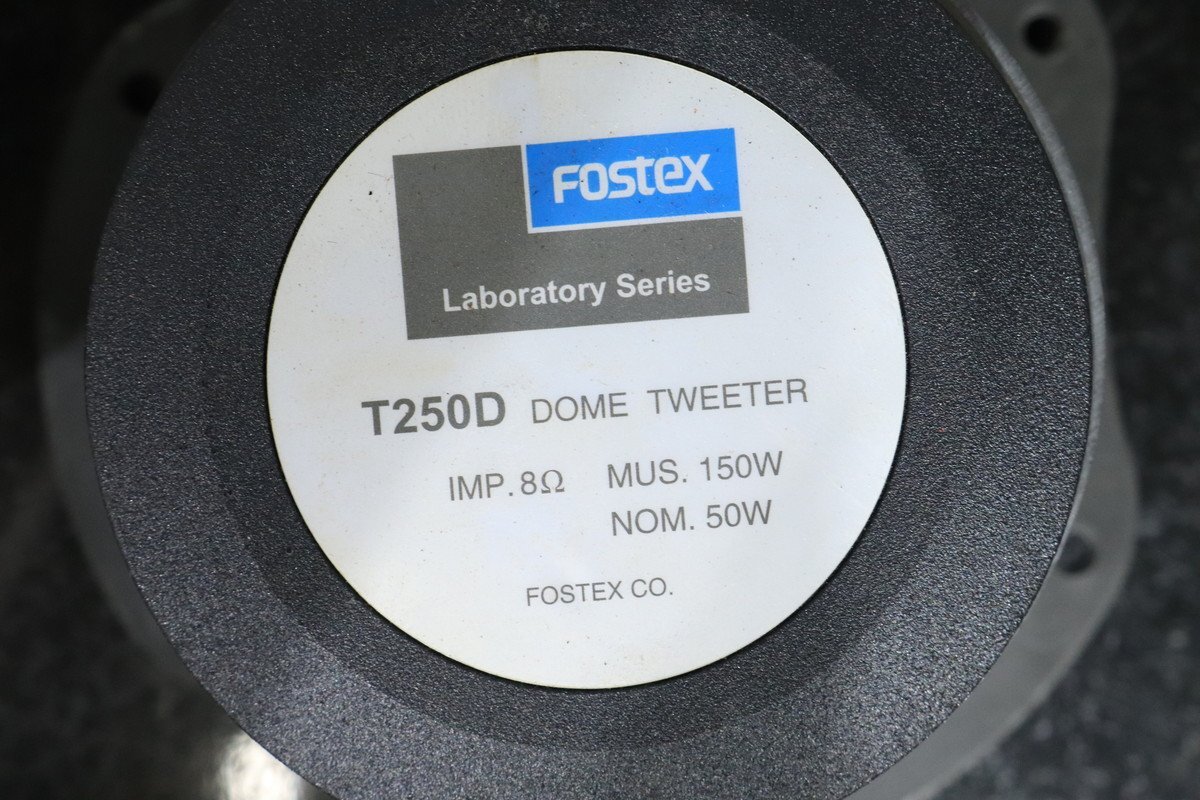 FOSTEX
Laboratory Series
T250D DOME TWEETER
IMP. 8Ω MUS. 150W
NOM. 50W
FOSTEX CO.